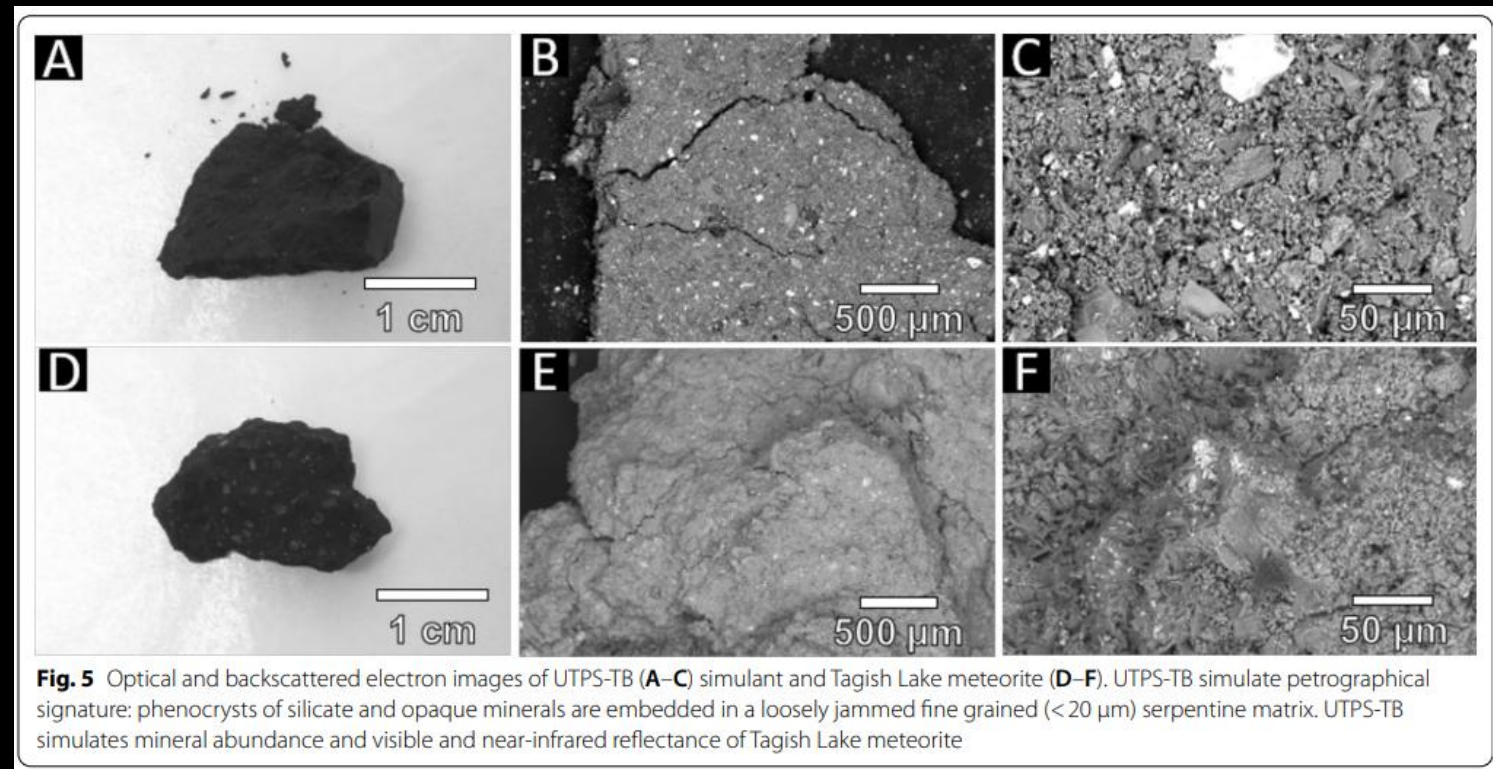 A
B
C
1 cm
500 µm
50 µm
D
E
F
1 cm
500 µm
50 µm
Fig. 5 Optical and backscattered electron images of UTPS-TB (A–C) simulant and Tagish Lake meteorite (D–F). UTPS-TB simulate petrographical
signature: phenocrysts of silicate and opaque minerals are embedded in a loosely jammed fine grained (< 20 µm) serpentine matrix. UTPS-TB
simulates mineral abundance and visible and near-infrared reflectance of Tagish Lake meteorite